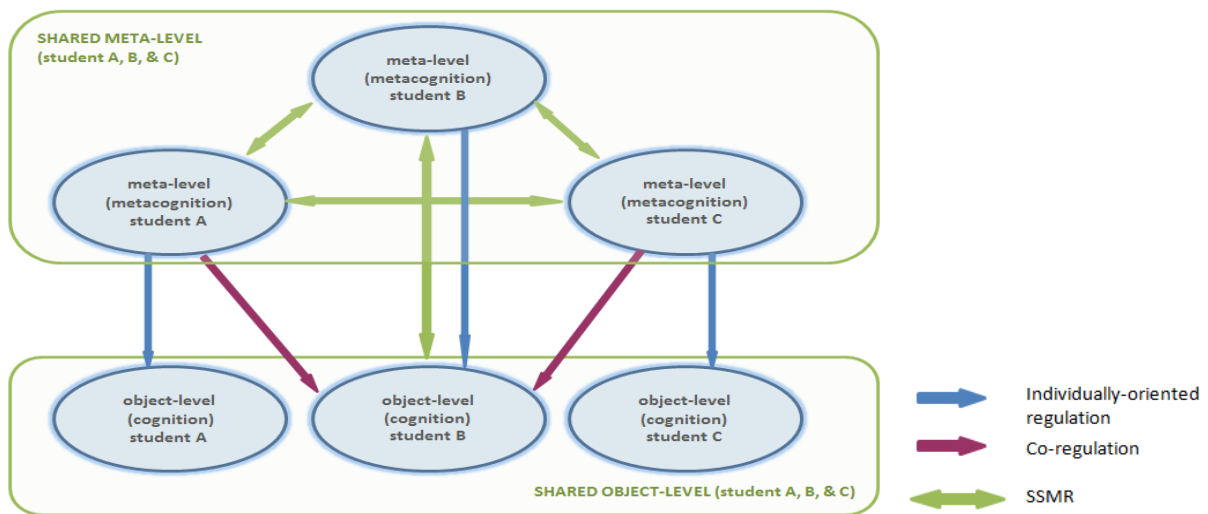 SHARED META-LEVEL
(student A, B, & C)
meta-level
(metacognition)
student B
meta-level
(metacognition)
student A
meta-level
(metacognition)
student C
object-level
(cognition)
student A
object-level
(cognition)
student B
object-level
(cognition)
student C
SHARED OBJECT-LEVEL (student A, B, & C)
Individually-oriented
regulation
Co-regulation
SSMR